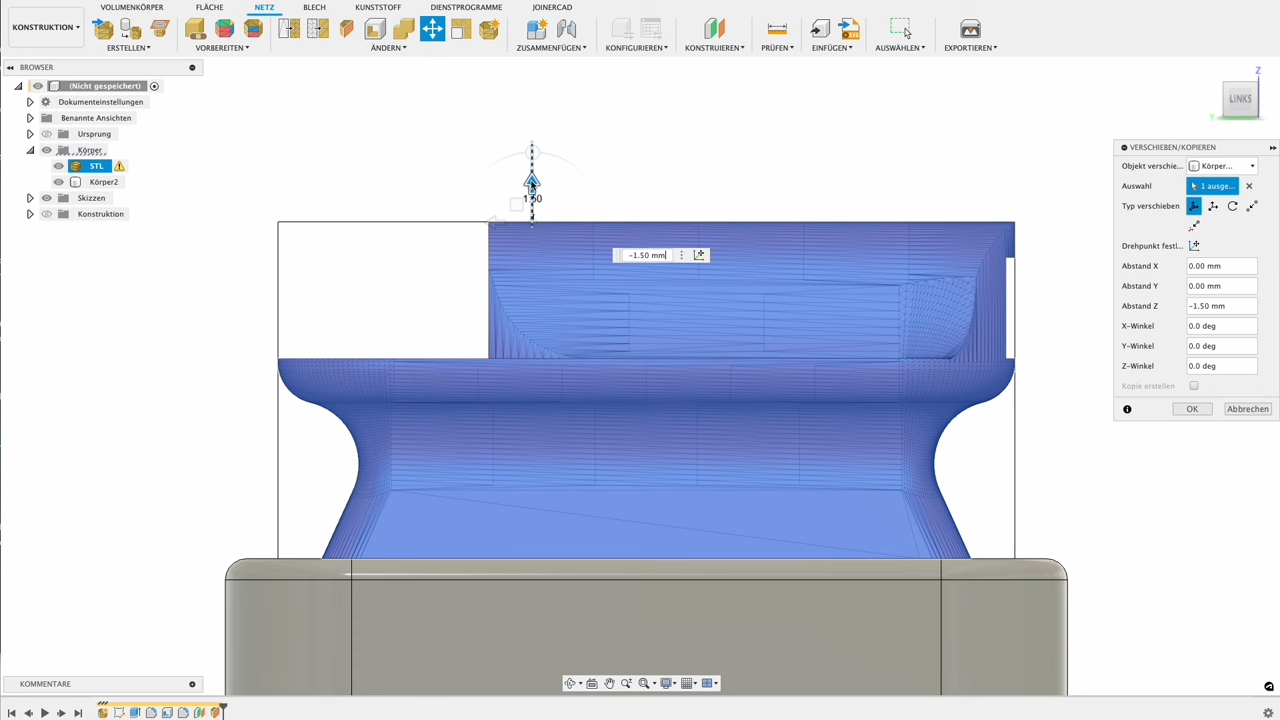 VOLUMENKÖRPER FLÄCHE NETZ BLECH KUNSTSTOFF DIENSTPROGRAMME JOINERCAD
KONSTRUKTION
ERSTELLEN VORBEREITEN ÄNDERN ZUSAMMENFÜGEN KONFIGURIEREN KONSTRUIEREN PRÜFEN EINFÜGEN AUSWÄHLEN EXPORTIEREN
BROWSER
(Nicht gespeichert)
Dokumenteinstellungen
Benannte Ansichten
Ursprung
Körper
STL
Körper2
Skizzen
Konstruktion
Z
LINKS
Y
1.50
-1.50 mm
VERSCHIEBEN/KOPIEREN
Objekt verschie... Körper...
Auswahl 1 ausge...
Typ verschieben
Drehpunkt festl...
Abstand X 0.00 mm
Abstand Y 0.00 mm
Abstand Z -1.50 mm
X-Winkel 0.0 deg
Y-Winkel 0.0 deg
Z-Winkel 0.0 deg
Kopie erstellen
OK Abbrechen
KOMMENTARE